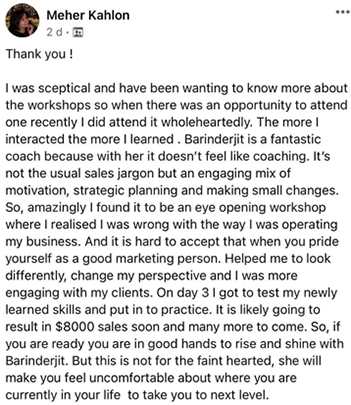 Meher Kahlon
2 d ·
Thank you !
I was sceptical and have been wanting to know more about
the workshops so when there was an opportunity to attend
one recently I did attend it wholeheartedly. The more I
interacted the more I learned . Barinderjit is a fantastic
coach because with her it doesn't feel like coaching. It's
not the usual sales jargon but an engaging mix of
motivation, strategic planning and making small changes.
So, amazingly I found it to be an eye opening workshop
where I realised I was wrong with the way I was operating
my business. And it is hard to accept that when you pride
yourself as a good marketing person. Helped me to look
differently, change my perspective and I was more
engaging with my clients. On day 3 I got to test my newly
learned skills and put in to practice. It is likely going to
result in $8000 sales soon and many more to come. So, if
you are ready you are in good hands to rise and shine with
Barinderjit. But this is not for the faint hearted, she will
make you feel uncomfortable about where you are
currently in your life to take you to next level.